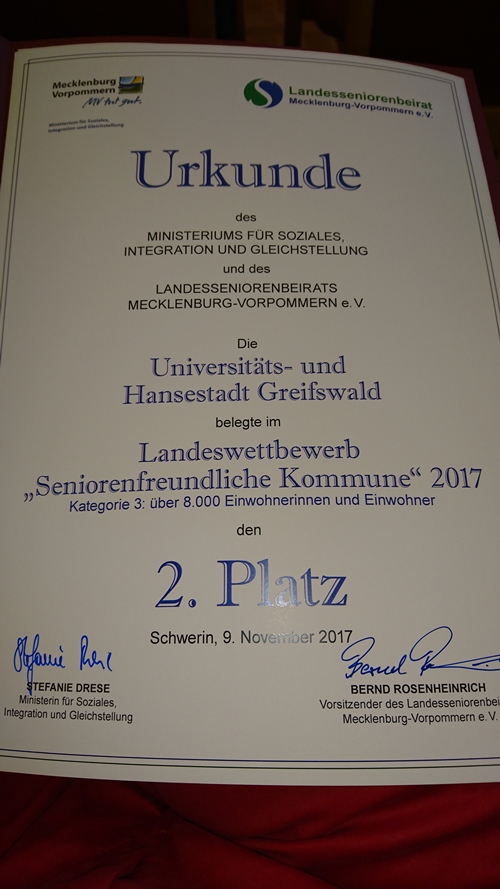 Mecklenburg
Vorpommern
MV tut gut.
Ministerium für Soziales,
Integration und Gleichstellung
Landesseniorenbeirat
Mecklenburg-Vorpommern e.V.
Urkunde
des
MINISTERIUMS FÜR SOZIALES,
INTEGRATION UND GLEICHSTELLUNG
und des
LANDESSENIORENBEIRATS
MECKLENBURG-VORPOMMERN e.V.
Die
Universitäts- und
Hansestadt Greifswald
belegte im
Landeswettbewerb
„Seniorenfreundliche Kommune“ 2017
Kategorie 3: über 8.000 Einwohnerinnen und Einwohner
den
2. Platz
Schwerin, 9. November 2017
Stefanie Drese
STEFANIE DRESE
Ministerin für Soziales,
Integration und Gleichstellung
Bernd
BERND ROSENHEINRICH
Vorsitzender des Landesseniorenbei
Mecklenburg-Vorpommern e.V.